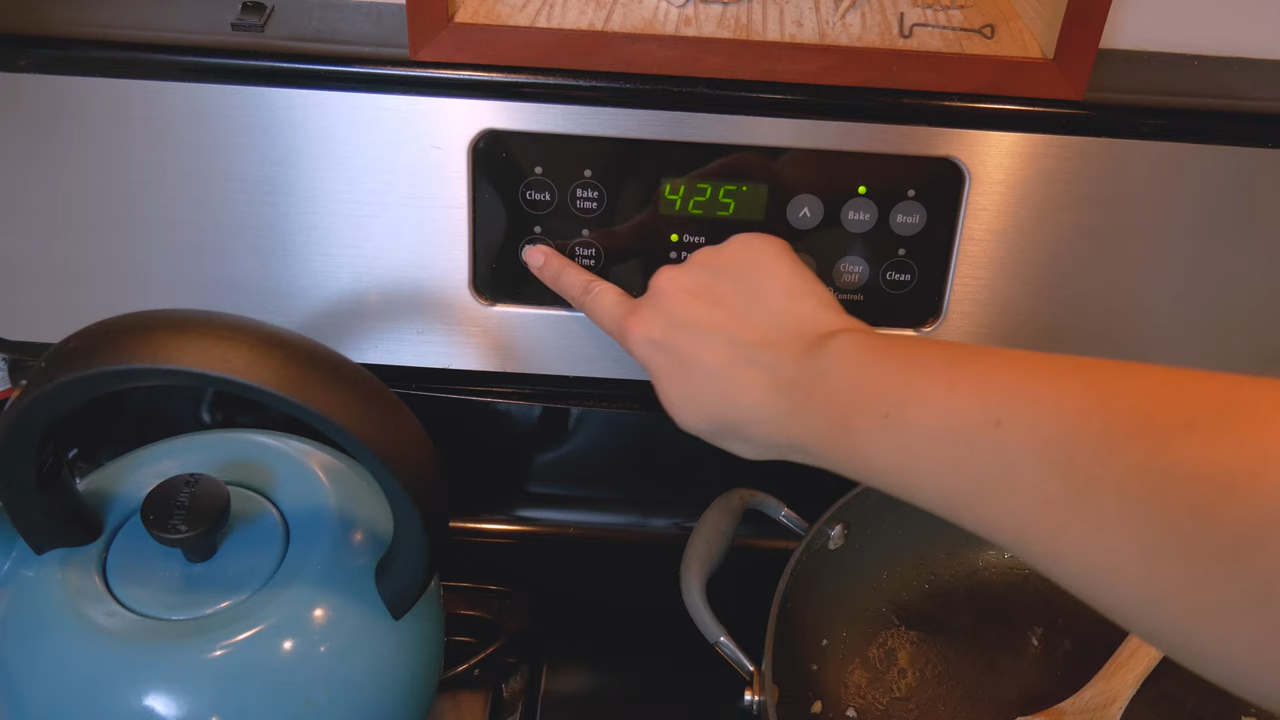 Clock
Bake
time
425°
Bake
Broil
Oven
Start
time
Clear
/Off
Clean
Controls